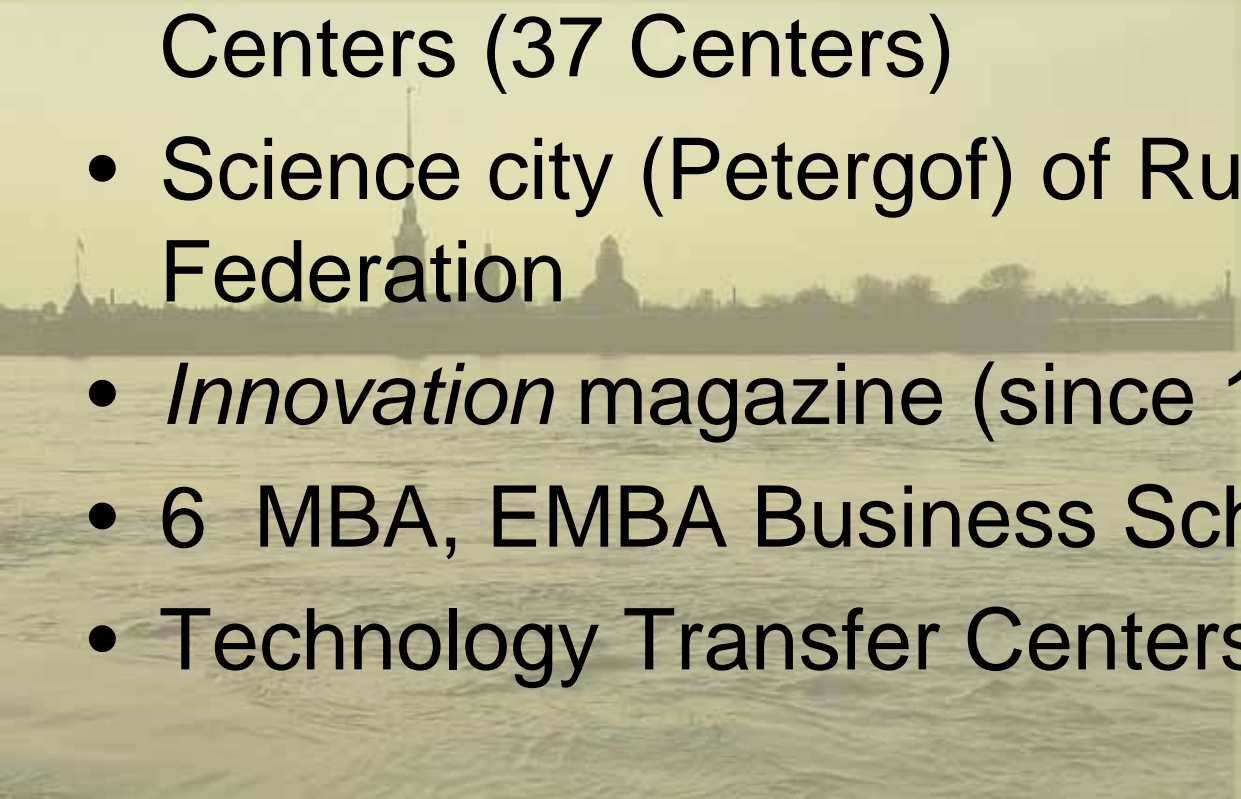 Centers (37 Centers)
• Science city (Petergof) of Ru
Federation
• Innovation magazine (since 1
• 6 MBA, EMBA Business Sch
• Technology Transfer Centers